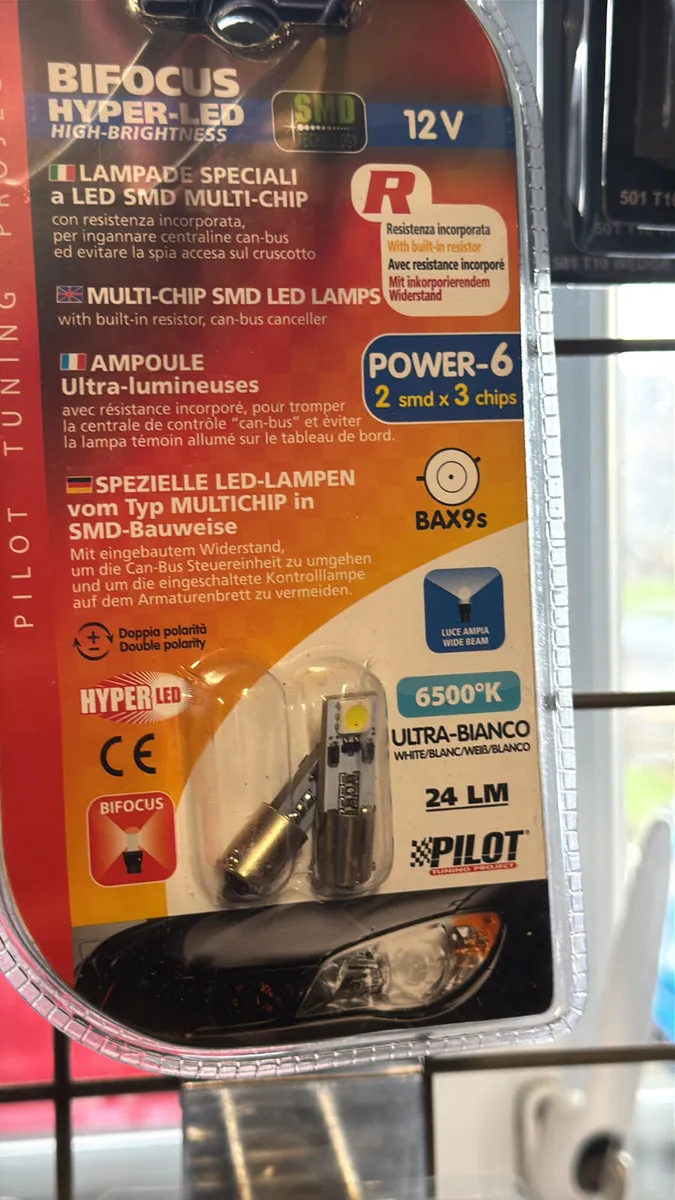 BIFOCUS
HYPER-LED
HIGH-BRIGHTNESS
SMD
TECHNOLOGY
12V
LAMPADE SPECIALI
a LED SMD MULTI-CHIP
con resistenza incorporata,
per ingannare centraline can-bus
ed evitare la spia accesa sul cruscotto
R
Resistenza incorporata
With built-in resistor
Avec resistance incorporé
Mit inkorporierendem
Widerstand
MULTI-CHIP SMD LED LAMPS
with built-in resistor, can-bus canceller
AMPOULE
Ultra-lumineuses
avec résistance incorporé, pour tromper
la centrale de contrôle "can-bus" et éviter
la lampa témoin allumé sur le tableau de bord.
POWER-6
2 smd x 3 chips
SPEZIELLE LED-LAMPEN
vom Typ MULTICHIP in
SMD-Bauweise
Mit eingebautem Widerstand,
um die Can-Bus Steuereinheit zu umgehen
und um die eingeschaltete Kontrolllampe
auf dem Armaturenbrett zu vermeiden.
BAX9s
LUCE AMPIA
WIDE BEAM
Doppia polarità
Double polarity
HYPER LED
6500°K
ULTRA-BIANCO
WHITE/BLANC/WEIß/BLANCO
CE
24 LM
BIFOCUS
PILOT
TUNING PROJECT
PILOT TUNING PROJEC
501 T10
501 T10 WEDGE